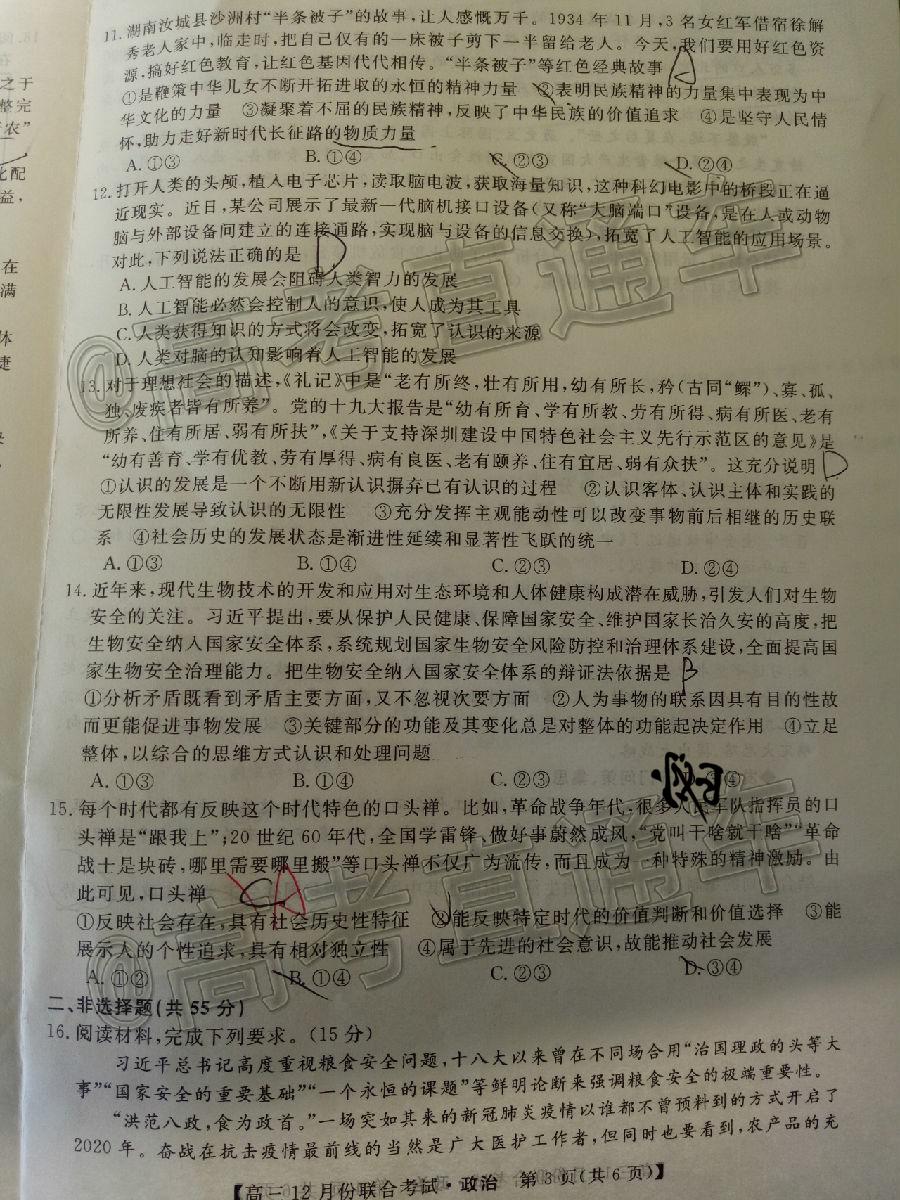 11. 湖南汝城县沙洲村“半条被子”的故事，让人感慨万千。1934 年 11 月，3 名女红军借宿徐解
秀老人家中，临走时，把自己仅有的一床被子剪下一半留给老人。今天，我们要用好红色资
源，搞好红色教育，让红色基因代代相传。“半条被子”等红色经典故事 A
①是鞭策中华儿女不断开拓进取的永恒的精神力量 ②表明民族精神的力量集中表现为中
华文化的力量 ③凝聚着不屈的民族精神，反映了中华民族的价值追求 ④是坚守人民情
怀，助力走好新时代长征路的物质力量
A. ①③ B. ①④ C. ②③ D. ②④
12. 打开人类的头颅，植入电子芯片，读取脑电波，获取海量知识，这种科幻电影中的桥段正在逼
近现实。近日，某公司展示了最新一代脑机接口设备（又称“大脑端口”设备，是在人或动物
脑与外部设备间建立的连接通路，实现脑与设备的信息交换），拓宽了人工智能的应用场景。
对此，下列说法正确的是 D
A. 人工智能的发展会阻碍人类智力的发展
B. 人工智能必然会控制人的意识，使人成为其工具
C. 人类获得知识的方式将会改变，拓宽了认识的来源
D. 人类对脑的认知影响着人工智能的发展
13. 对于理想社会的描述，《礼记》中是“老有所终，壮有所用，幼有所长，矜（古同“鳏”）、寡、孤、
独、废疾者皆有所养”。党的十九大报告是“幼有所育、学有所教、劳有所得、病有所医、老有
所养、住有所居、弱有所扶”，《关于支持深圳建设中国特色社会主义先行示范区的意见》是
“幼有善育、学有优教、劳有厚得、病有良医、老有颐养、住有宜居、弱有众扶”。这充分说明 D
①认识的发展是一个不断用新认识摒弃已有认识的过程 ②认识客体、认识主体和实践的
无限性发展导致认识的无限性 ③充分发挥主观能动性可以改变事物前后相继的历史联
系 ④社会历史的发展状态是渐进性延续和显著性飞跃的统一
A. ①③ B. ①④ C. ②③ D. ②④
14. 近年来，现代生物技术的开发和应用对生态环境和人体健康构成潜在威胁，引发人们对生物
安全的关注。习近平提出，要从保护人民健康、保障国家安全、维护国家长治久安的高度，把
生物安全纳入国家安全体系，系统规划国家生物安全风险防控和治理体系建设，全面提高国
家生物安全治理能力。把生物安全纳入国家安全体系的辩证法依据是 B
①分析矛盾既看到矛盾主要方面，又不忽视次要方面 ②人为事物的联系因具有目的性故
而更能促进事物发展 ③关键部分的功能及其变化总是对整体的功能起决定作用 ④立足
整体，以综合的思维方式认识和处理问题
A. ①③ B. ①④ C. ②③ ③④
15. 每个时代都有反映这个时代特色的口头禅。比如，革命战争年代，很多人民军队指挥员的口
头禅是“跟我上”；20 世纪 60 年代，全国学雷锋、做好事蔚然成风，“党叫干啥就干啥”“革命
战士是块砖，哪里需要哪里搬”等口头禅不仅广为流传，而且成为一种特殊的精神激励。由
此可见，口头禅
①反映社会存在，具有社会历史性特征 ②能反映特定时代的价值判断和价值选择 ③能
展示人的个性追求，具有相对独立性 ④属于先进的社会意识，故能推动社会发展
A. ①② B. ①④ C. ②③ D. ③④
二、非选择题（共 55 分）
16. 阅读材料，完成下列要求。（15 分）
习近平总书记高度重视粮食安全问题，十八大以来曾在不同场合用“治国理政的头等大
事”“国家安全的重要基础”“一个永恒的课题”等鲜明论断来强调粮食安全的极端重要性。
“洪范八政，食为政首。”一场突如其来的新冠肺炎疫情以谁都不曾预料到的方式开启了
2020 年。奋战在抗击疫情最前线的当然是广大医护工作者，但同时也要看到，农产品的充
【高三 12 月份联合考试·政治 第 3 页（共 6 页）】
@高考直通车
@高考直通车